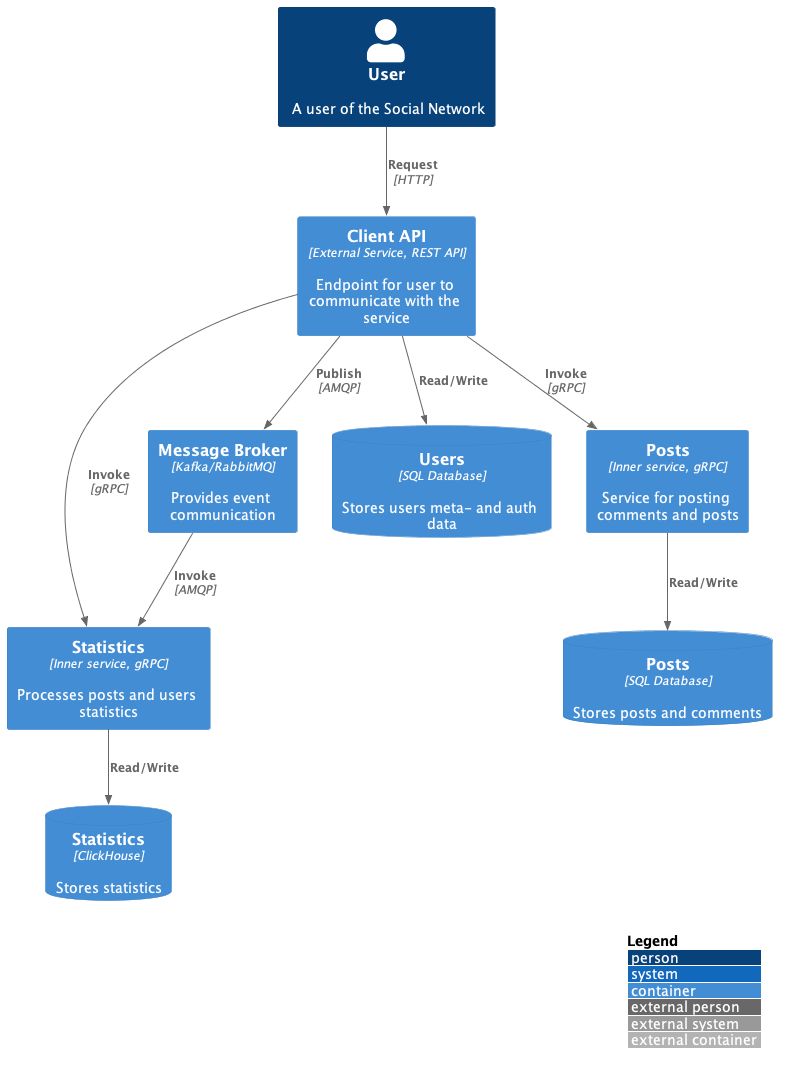 User
A user of the Social Network
Request
[HTTP]
Client API
[External Service, REST API]
Endpoint for user to
communicate with the
service
Publish
[AMQP]
Read/Write
Invoke
[gRPC]
Invoke
[gRPC]
Message Broker
[Kafka/RabbitMQ]
Provides event
communication
Users
[SQL Database]
Stores users meta- and auth
data
Posts
[Inner service, gRPC]
Service for posting
comments and posts
Invoke
[AMQP]
Read/Write
Statistics
[Inner service, gRPC]
Processes posts and users
statistics
Posts
[SQL Database]
Stores posts and comments
Read/Write
Statistics
[ClickHouse]
Stores statistics
Legend
person
system
container
external person
external system
external container